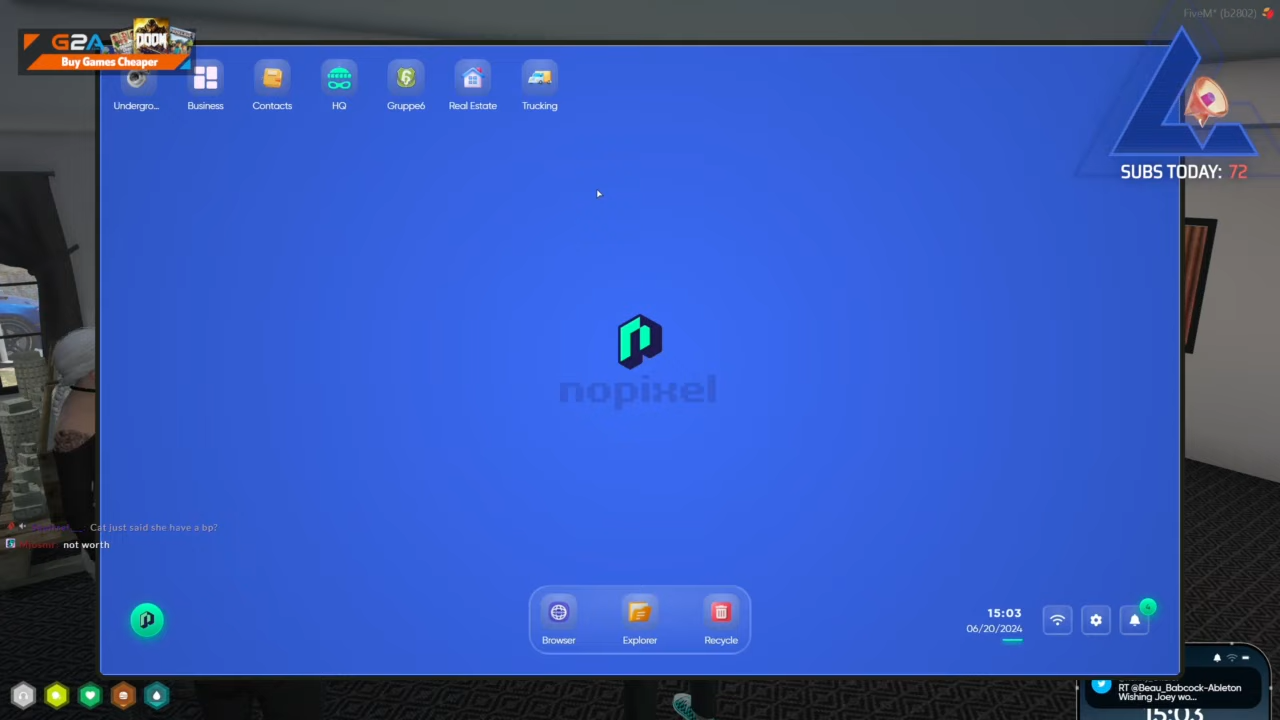 FiveM* (b2802)
G2A
DOOM
Buy Games Cheaper
Undergro...
Business
Contacts
HQ
Gruppe6
Real Estate
Trucking
SUBS TODAY: 72
nopixel
Cat just said she have a bp?
not worth
Browser
Explorer
Recycle
15:03
06/20/2024
RT @Beau_Babcock-Ableton
Wishing Joey wo...
15:03